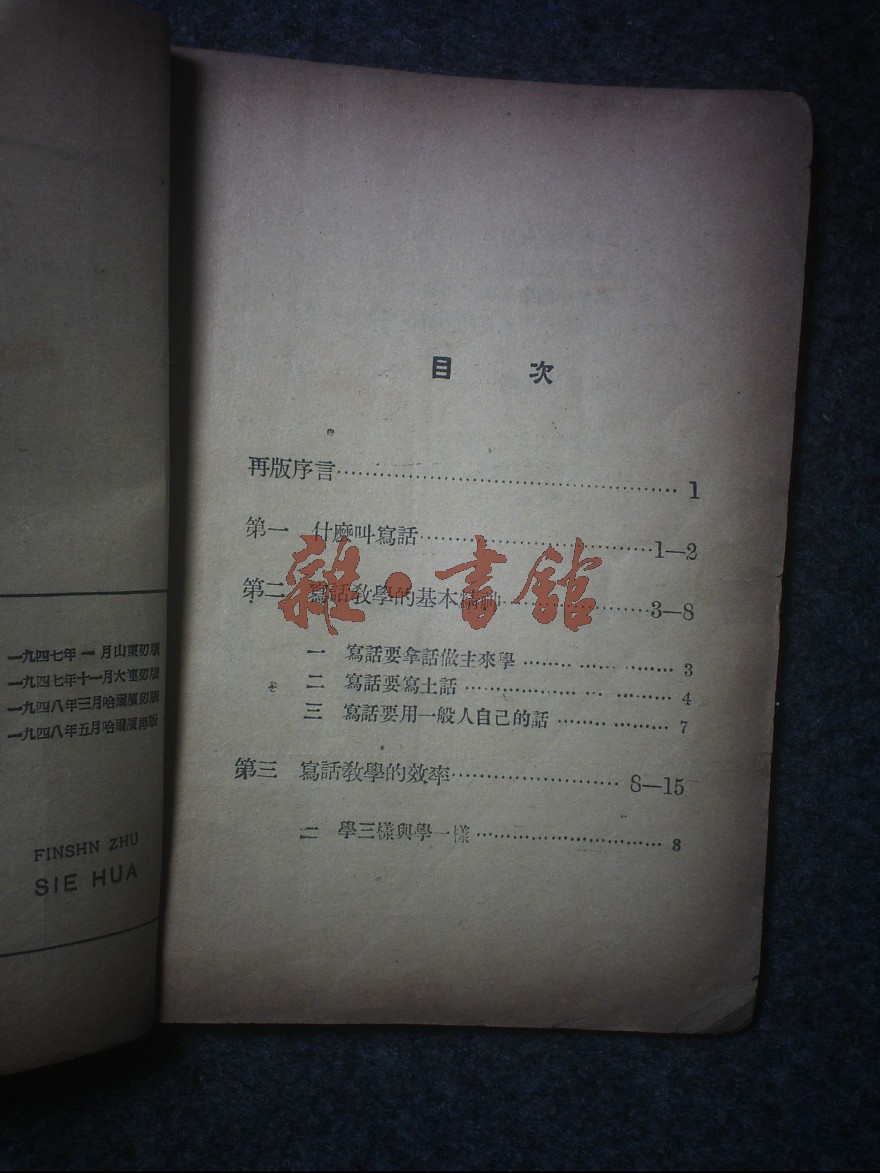 一九四七年一月山東初版
一九四七年十一月大連初版
一九四八年三月哈爾濱初版
一九四八年五月哈爾濱再版
FINSHN ZHU
SIE HUA
目 次
再版序言 1
第一 什麼叫寫話 1—2
第二 寫話教學的基本精神 3—8
一 寫話要拿話做主來學 3
二 寫話要寫土話 4
三 寫話要用一般人自己的話 7
第三 寫話教學的效率 8—15
二 學三樣與學一樣 8
雜·書館